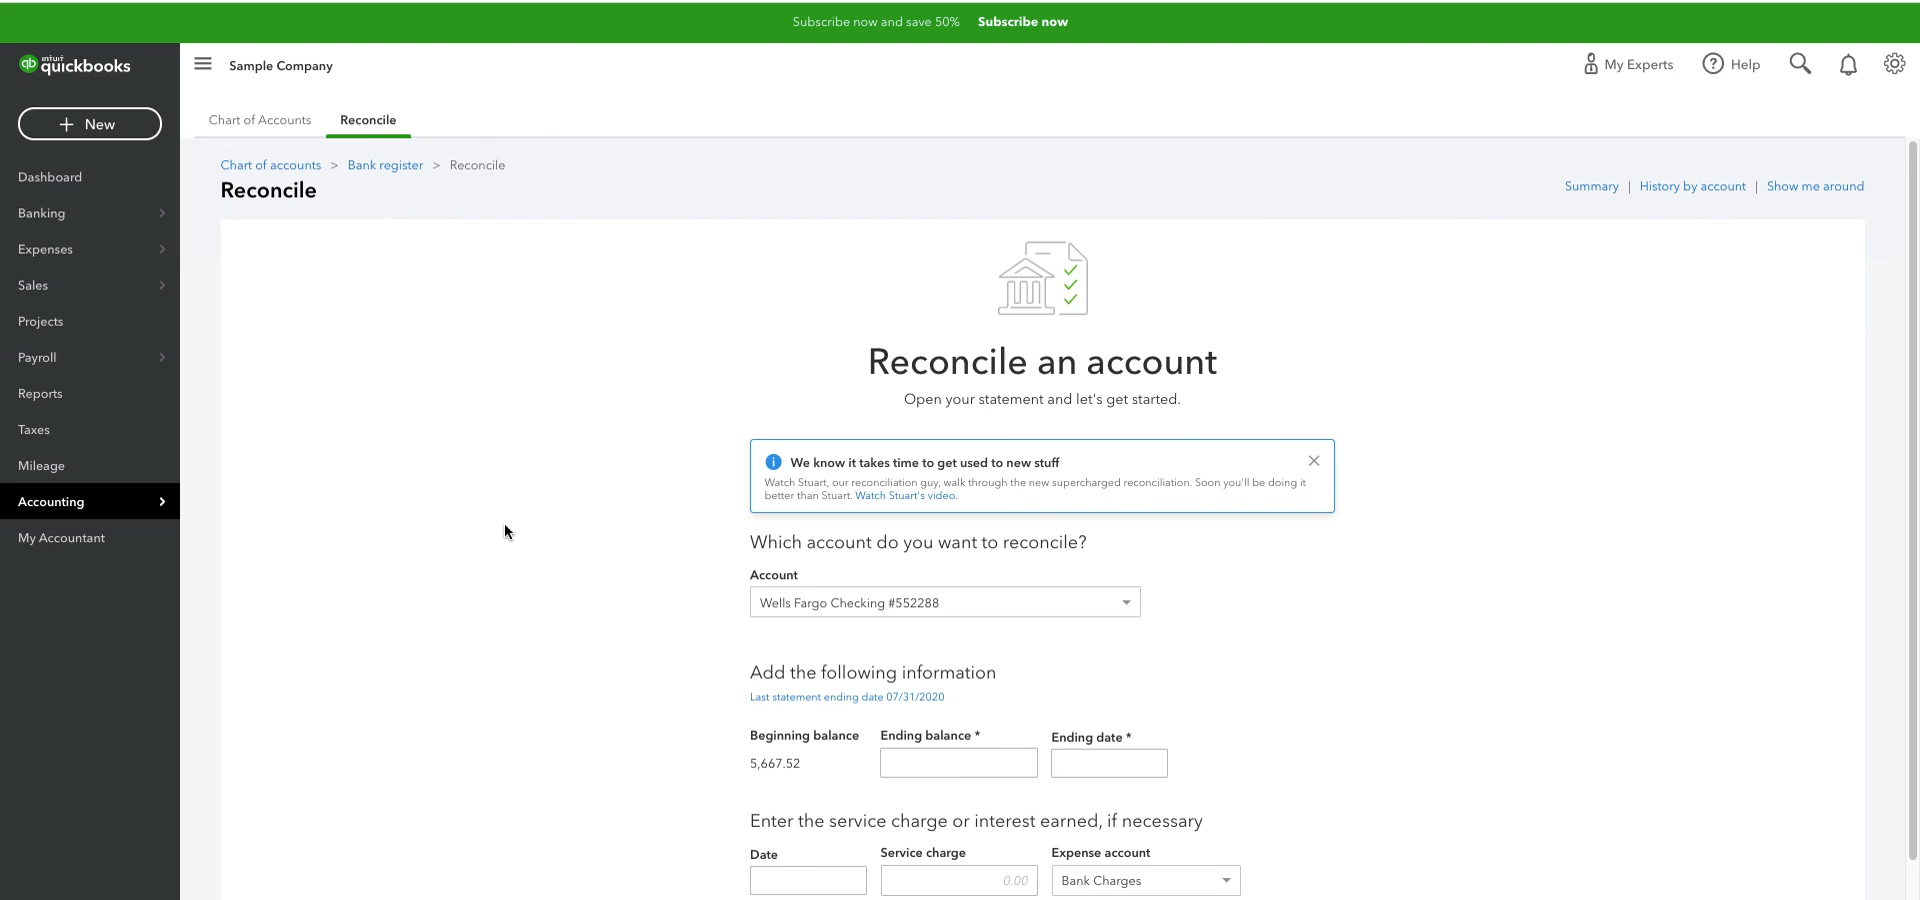 Subscribe now and save 50% Subscribe now
qb intuit quickbooks
Sample Company
My Experts
? Help
+ New
Dashboard
Banking
Expenses
Sales
Projects
Payroll
Reports
Taxes
Mileage
Accounting
My Accountant
Chart of Accounts Reconcile
Chart of accounts > Bank register > Reconcile
Reconcile
Summary | History by account | Show me around
Reconcile an account
Open your statement and let's get started.
i We know it takes time to get used to new stuff
Watch Stuart, our reconciliation guy, walk through the new supercharged reconciliation. Soon you'll be doing it
better than Stuart. Watch Stuart's video.
Which account do you want to reconcile?
Account
Wells Fargo Checking #552288
Add the following information
Last statement ending date 07/31/2020
Beginning balance Ending balance * Ending date *
5,667.52
Enter the service charge or interest earned, if necessary
Date Service charge Expense account
0.00 Bank Charges